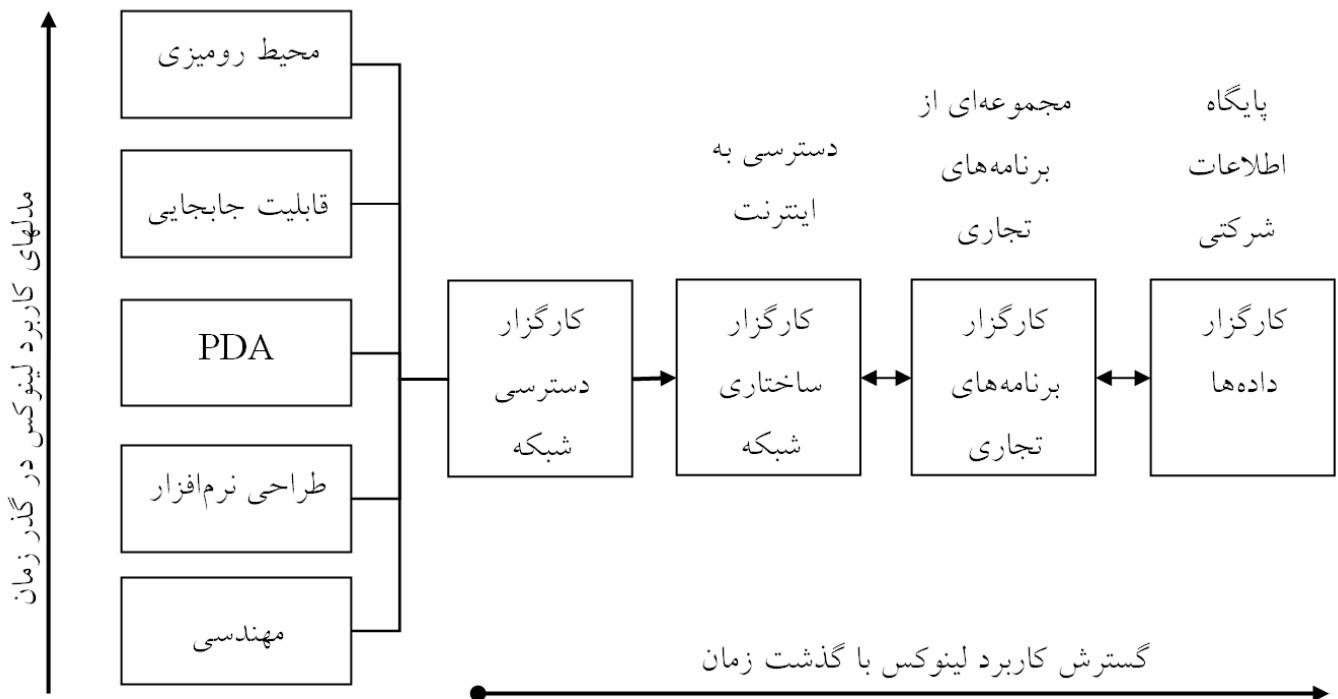 محیط رومیزی
قابلیت جابجایی
PDA
طراحی نرم‌افزار
مهندسی
مدلهای کاربرد لینوکس در گذر زمان
کارگزار
دسترسی
شبکه
دسترسی به
اینترنت
کارگزار
ساختاری
شبکه
مجموعه‌ای از
برنامه‌های
تجاری
کارگزار
برنامه‌های
تجاری
پایگاه
اطلاعات
شرکتی
کارگزار
داده‌ها
گسترش کاربرد لینوکس با گذشت زمان